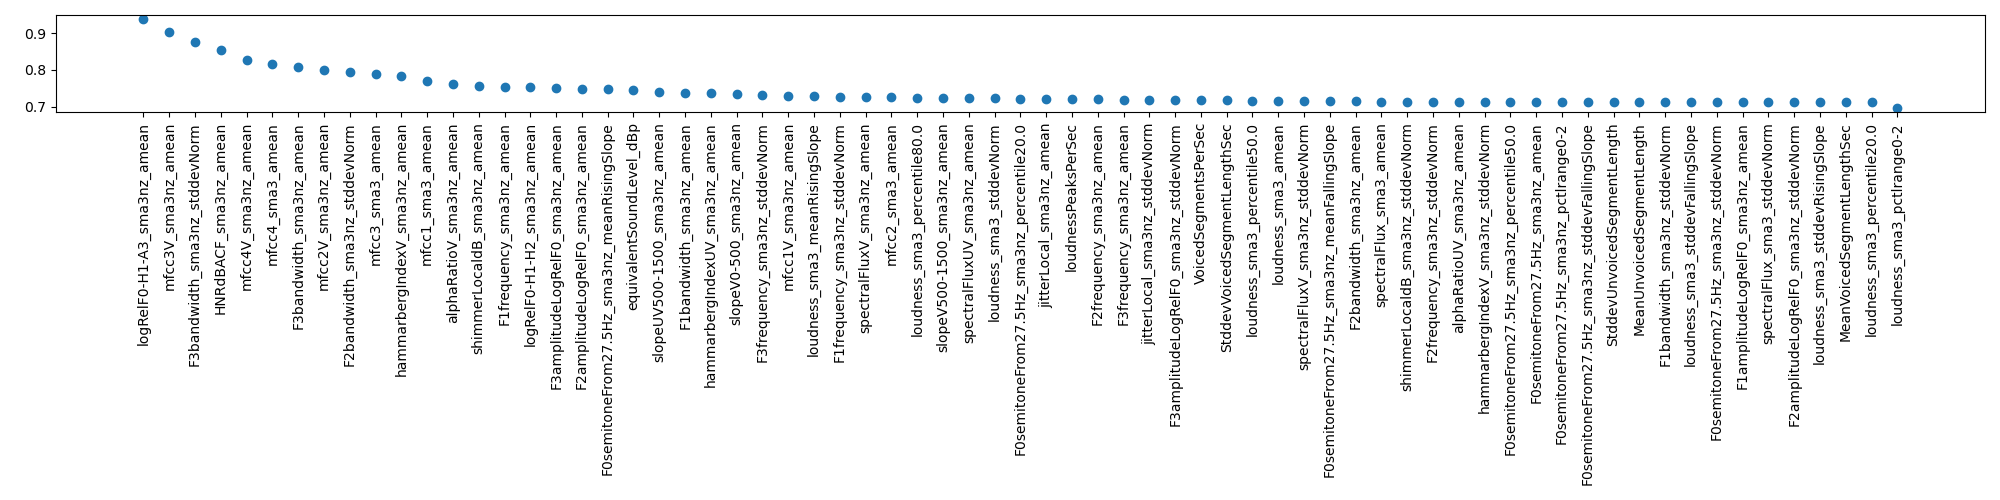 0.9
0.8
0.7
logRelF0-H1-A3_sma3nz_amean
mfcc3V_sma3nz_amean
F3bandwidth_sma3nz_stddevNorm
HNRdBACF_sma3nz_amean
mfcc4V_sma3nz_amean
mfcc4_sma3_amean
F3bandwidth_sma3nz_amean
mfcc2V_sma3nz_amean
F2bandwidth_sma3nz_stddevNorm
mfcc3_sma3_amean
hammarbergIndexV_sma3nz_amean
mfcc1_sma3_amean
alphaRatioV_sma3nz_amean
shimmerLocaldB_sma3nz_amean
F1frequency_sma3nz_amean
logRelF0-H1-H2_sma3nz_amean
F3amplitudeLogRelF0_sma3nz_amean
F2amplitudeLogRelF0_sma3nz_amean
F0semitoneFrom27.5Hz_sma3nz_meanRisingSlope
equivalentSoundLevel_dBp
slopeUV500-1500_sma3nz_amean
F1bandwidth_sma3nz_amean
hammarbergIndexUV_sma3nz_amean
slopeV0-500_sma3nz_amean
F3frequency_sma3nz_stddevNorm
mfcc1V_sma3nz_amean
loudness_sma3_meanRisingSlope
F1frequency_sma3nz_stddevNorm
spectralFluxV_sma3nz_amean
mfcc2_sma3_amean
loudness_sma3_percentile80.0
slopeV500-1500_sma3nz_amean
spectralFluxUV_sma3nz_amean
loudness_sma3_stddevNorm
F0semitoneFrom27.5Hz_sma3nz_percentile20.0
jitterLocal_sma3nz_amean
loudnessPeaksPerSec
F2frequency_sma3nz_amean
F3frequency_sma3nz_amean
jitterLocal_sma3nz_stddevNorm
F3amplitudeLogRelF0_sma3nz_stddevNorm
VoicedSegmentsPerSec
StddevVoicedSegmentLengthSec
loudness_sma3_percentile50.0
loudness_sma3_amean
spectralFluxV_sma3nz_stddevNorm
F0semitoneFrom27.5Hz_sma3nz_meanFallingSlope
F2bandwidth_sma3nz_amean
spectralFlux_sma3_amean
shimmerLocaldB_sma3nz_stddevNorm
F2frequency_sma3nz_stddevNorm
alphaRatioUV_sma3nz_amean
hammarbergIndexV_sma3nz_stddevNorm
F0semitoneFrom27.5Hz_sma3nz_percentile50.0
F0semitoneFrom27.5Hz_sma3nz_amean
F0semitoneFrom27.5Hz_sma3nz_pctlrange0-2
F0semitoneFrom27.5Hz_sma3nz_stddevFallingSlope
StddevUnvoicedSegmentLength
MeanUnvoicedSegmentLength
F1bandwidth_sma3nz_stddevNorm
loudness_sma3_stddevFallingSlope
F0semitoneFrom27.5Hz_sma3nz_stddevNorm
F1amplitudeLogRelF0_sma3nz_amean
spectralFlux_sma3_stddevNorm
F2amplitudeLogRelF0_sma3nz_stddevNorm
loudness_sma3_stddevRisingSlope
MeanVoicedSegmentLengthSec
loudness_sma3_percentile20.0
loudness_sma3_pctlrange0-2